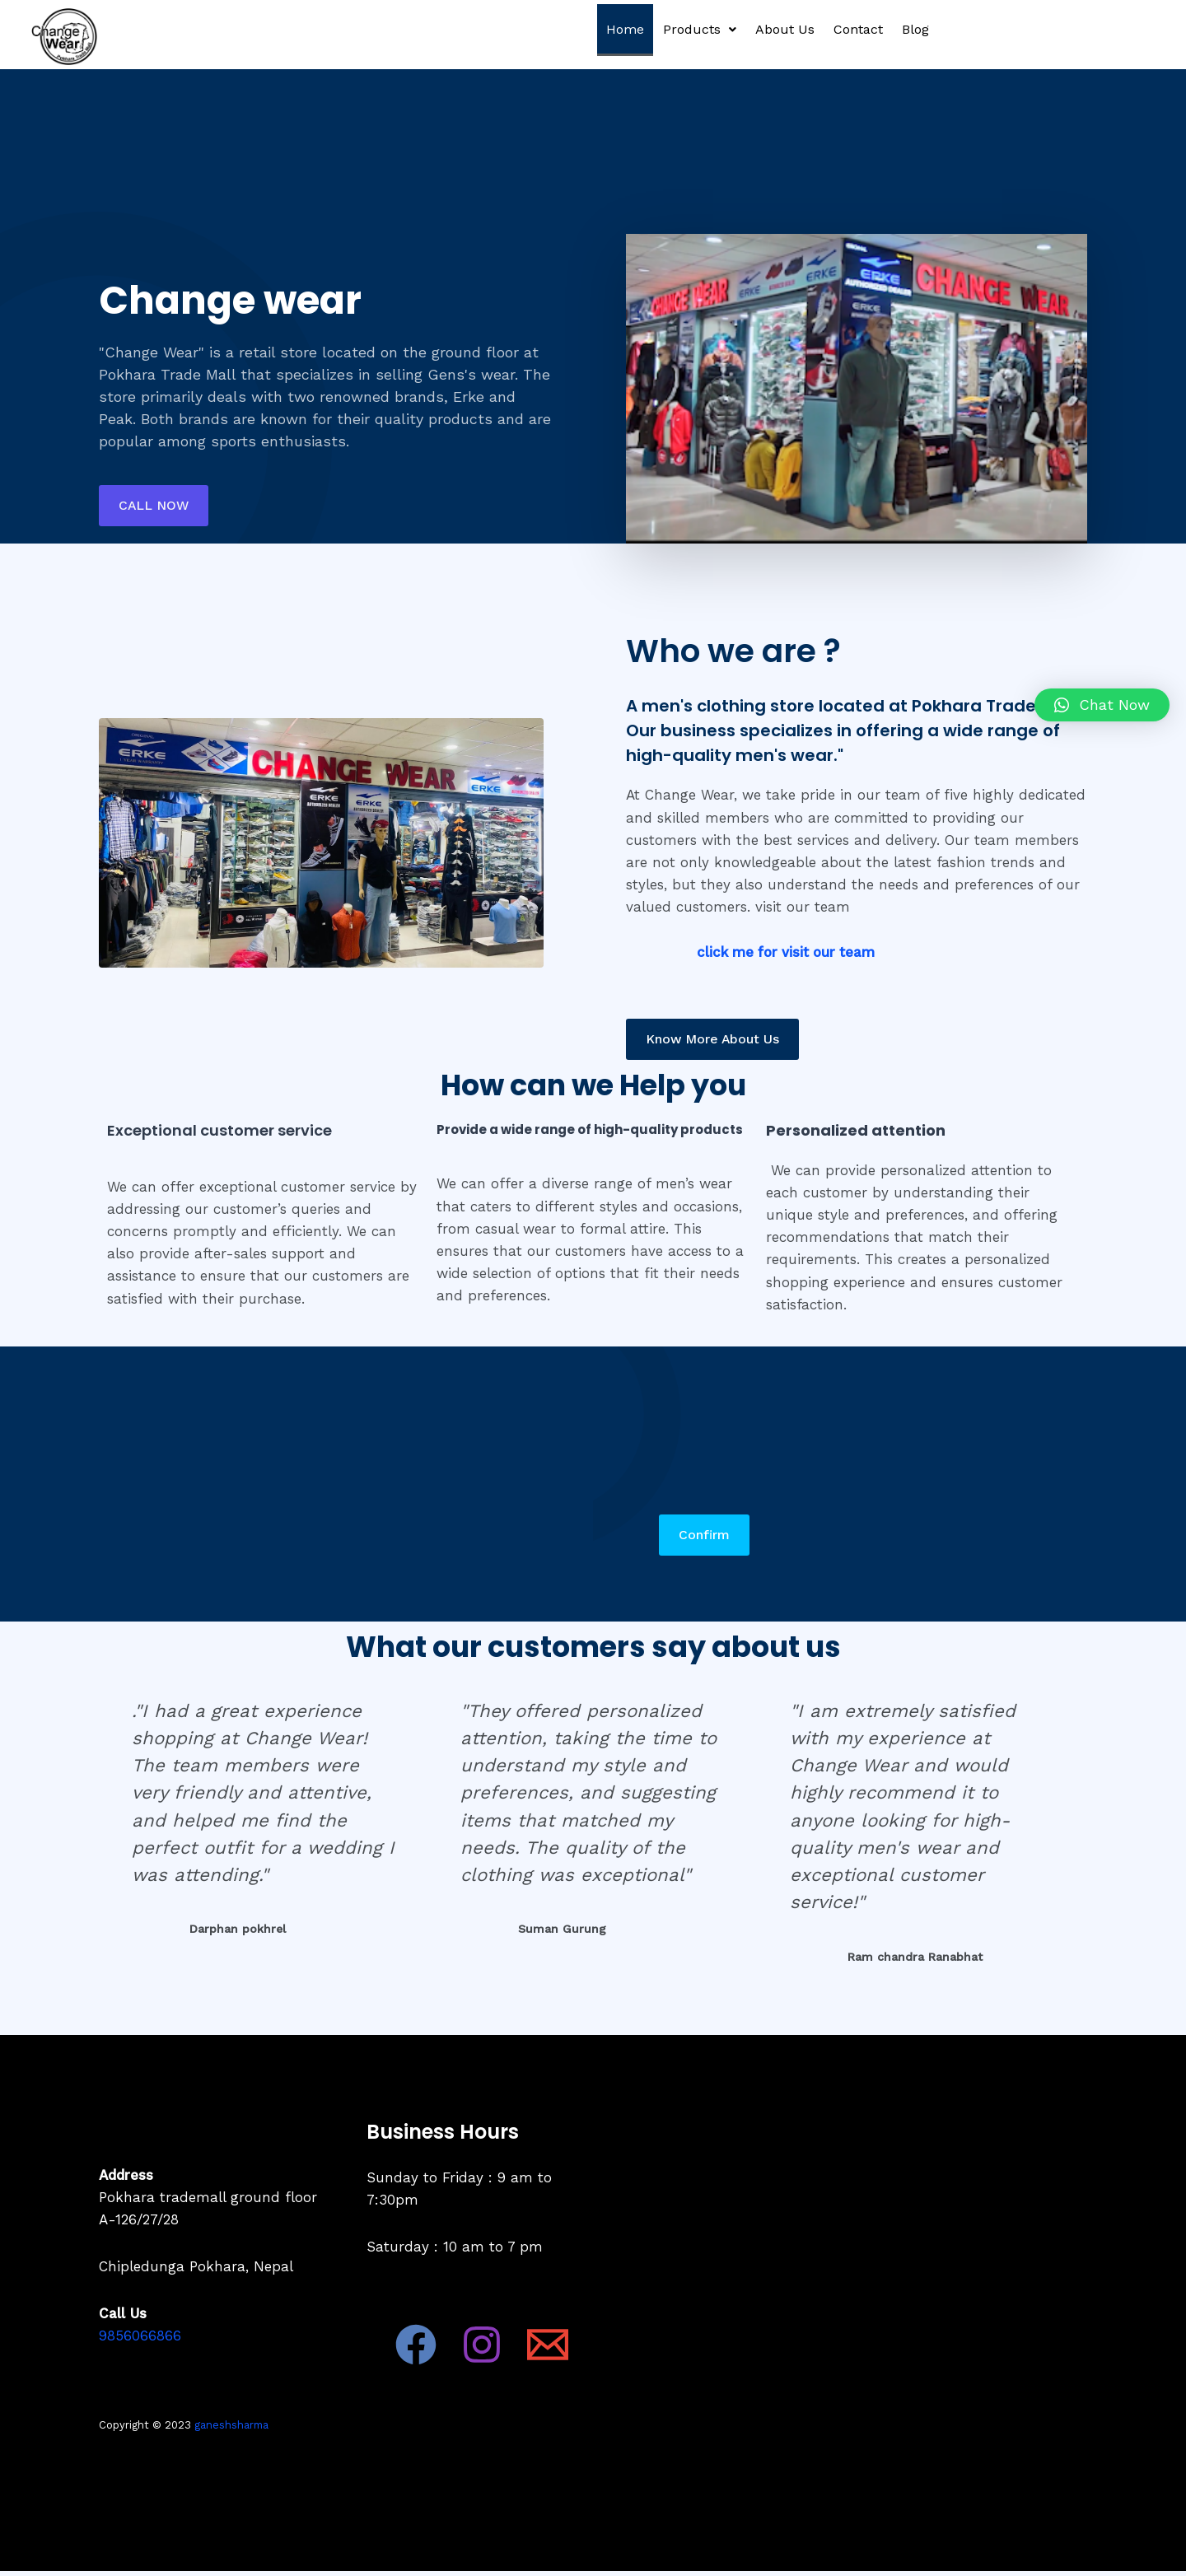 Change
Wear
Home
Products
About Us
Contact
Blog
Change wear
"Change Wear" is a retail store located on the ground floor at
Pokhara Trade Mall that specializes in selling Gens's wear. The
store primarily deals with two renowned brands, Erke and
Peak. Both brands are known for their quality products and are
popular among sports enthusiasts.
CALL NOW
CHANGE WEAR
ERKE
ERKE
AUTHORIZED DEALER
CHANGE WEAR
Who we are ?
A men's clothing store located at Pokhara Trade
Our business specializes in offering a wide range of
high-quality men's wear."
Chat Now
ERKE
CHANGE WEAR
ERKE
ERKE
ERKE
At Change Wear, we take pride in our team of five highly dedicated
and skilled members who are committed to providing our
customers with the best services and delivery. Our team members
are not only knowledgeable about the latest fashion trends and
styles, but they also understand the needs and preferences of our
valued customers. visit our team
click me for visit our team
Know More About Us
How can we Help you
Exceptional customer service
We can offer exceptional customer service by
addressing our customer’s queries and
concerns promptly and efficiently. We can
also provide after-sales support and
assistance to ensure that our customers are
satisfied with their purchase.
Provide a wide range of high-quality products
We can offer a diverse range of men’s wear
that caters to different styles and occasions,
from casual wear to formal attire. This
ensures that our customers have access to a
wide selection of options that fit their needs
and preferences.
Personalized attention
We can provide personalized attention to
each customer by understanding their
unique style and preferences, and offering
recommendations that match their
requirements. This creates a personalized
shopping experience and ensures customer
satisfaction.
Confirm
What our customers say about us
."I had a great experience
shopping at Change Wear!
The team members were
very friendly and attentive,
and helped me find the
perfect outfit for a wedding I
was attending."
Darphan pokhrel
"They offered personalized
attention, taking the time to
understand my style and
preferences, and suggesting
items that matched my
needs. The quality of the
clothing was exceptional"
Suman Gurung
"I am extremely satisfied
with my experience at
Change Wear and would
highly recommend it to
anyone looking for high-
quality men's wear and
exceptional customer
service!"
Ram chandra Ranabhat
Address
Pokhara trademall ground floor
A-126/27/28
Chipledunga Pokhara, Nepal
Call Us
9856066866
Business Hours
Sunday to Friday : 9 am to
7:30pm
Saturday : 10 am to 7 pm
Copyright © 2023 ganeshsharma